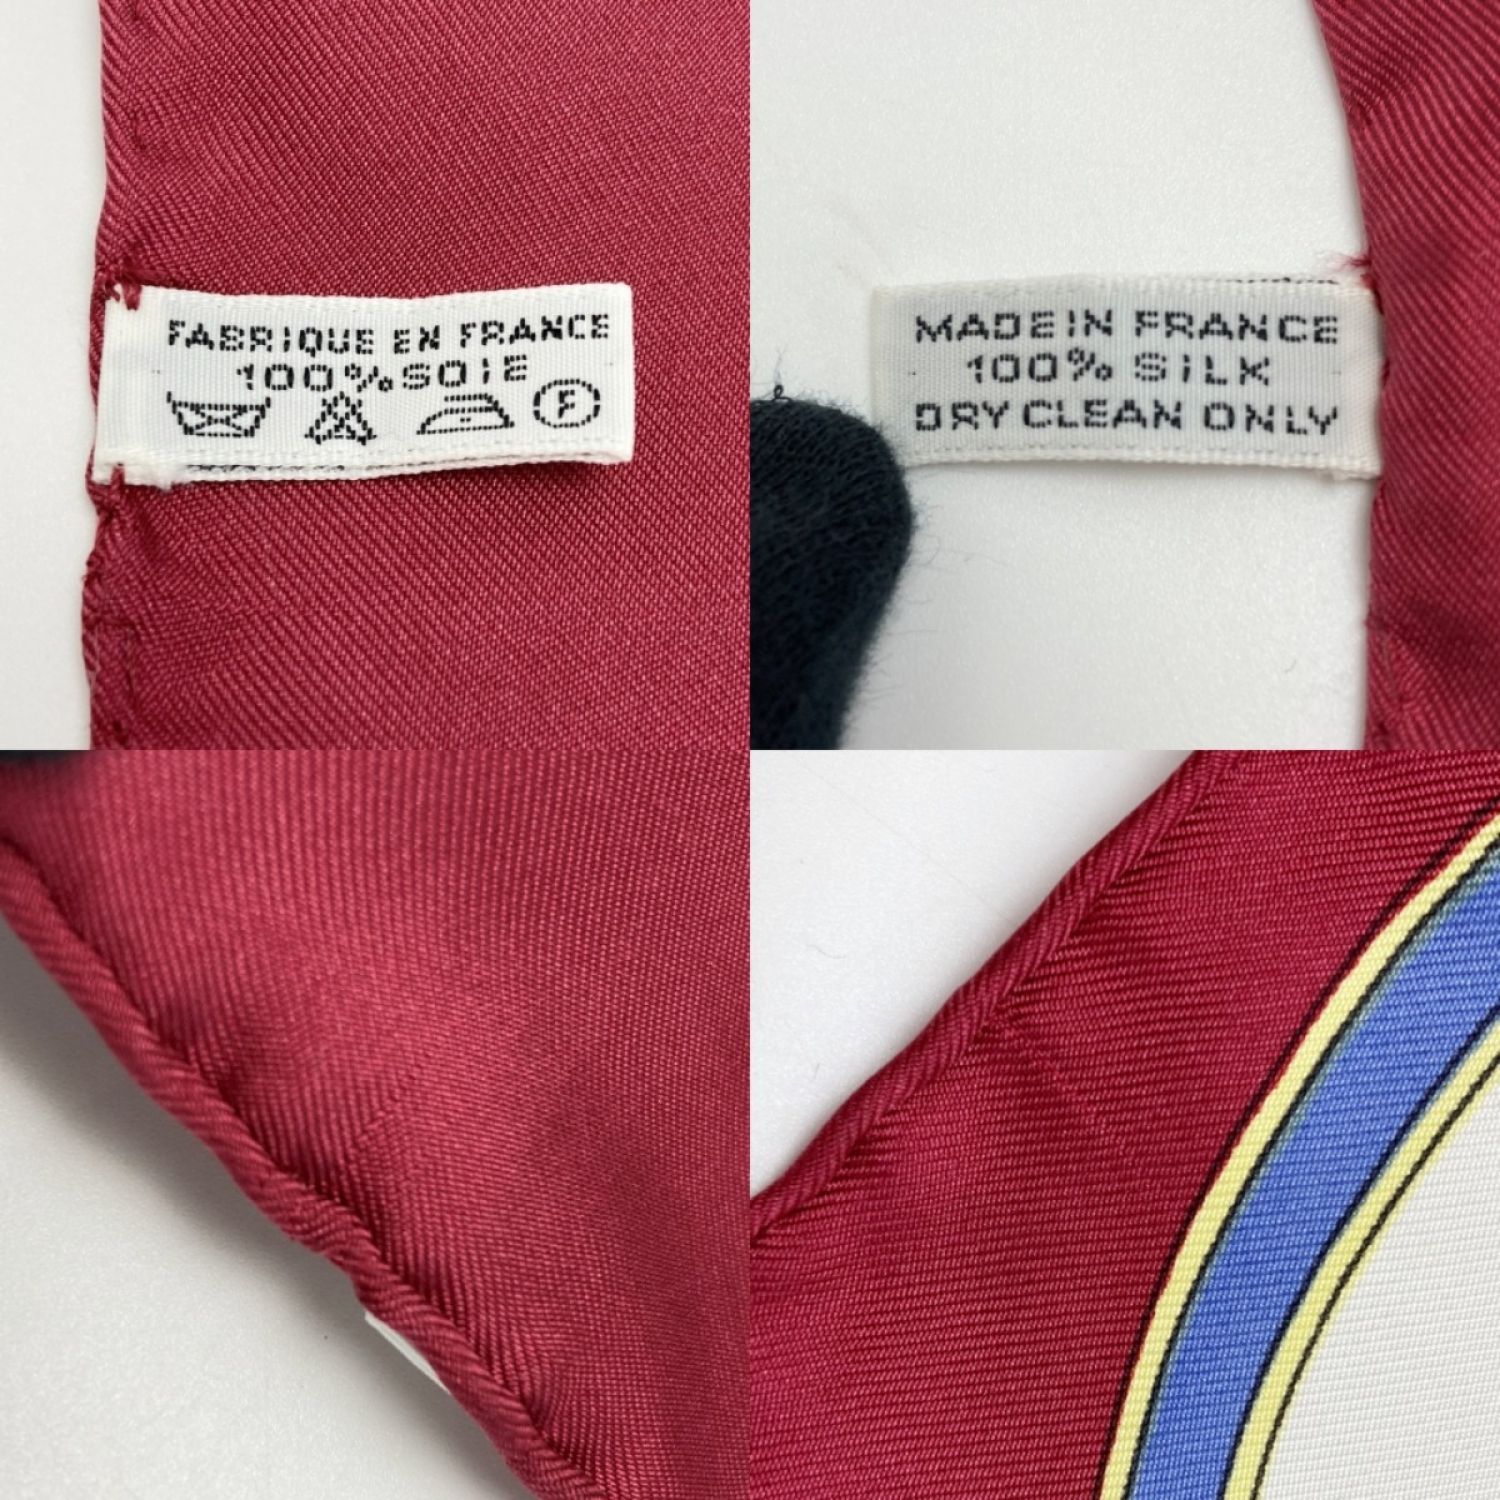 FABRIQUE EN FRANCE
100% SOIE
F
MADE IN FRANCE
100% SILK
DRY CLEAN ONLY